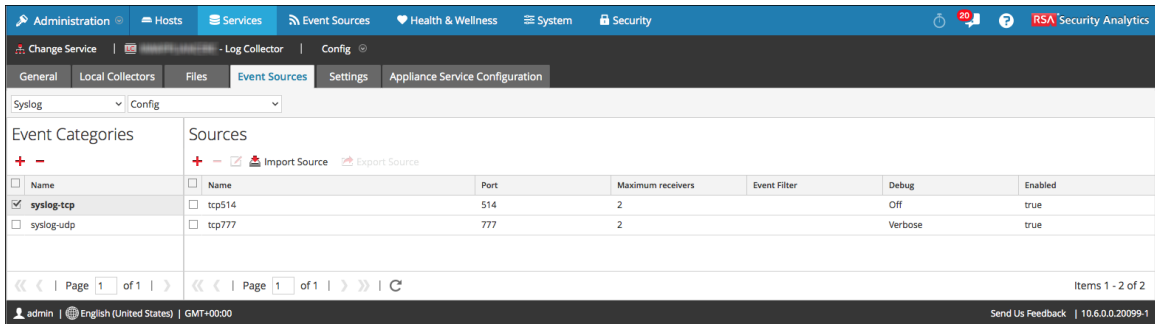 Administration Hosts Services Event Sources Health & Wellness System Security 20 ? RSA Security Analytics
Change Service | - Log Collector | Config
General Local Collectors Files Event Sources Settings Appliance Service Configuration
Syslog Config
Event Categories Sources
+ - + - Import Source Export Source
Name Name Port Maximum receivers Event Filter Debug Enabled
syslog-tcp tcp514 514 2 Off true
syslog-udp tcp777 777 2 Verbose true
<< < | Page 1 of 1 | > << < | Page 1 of 1 | > >> | Items 1 - 2 of 2
admin | English (United States) | GMT+00:00 Send Us Feedback | 10.6.0.0.20099-1